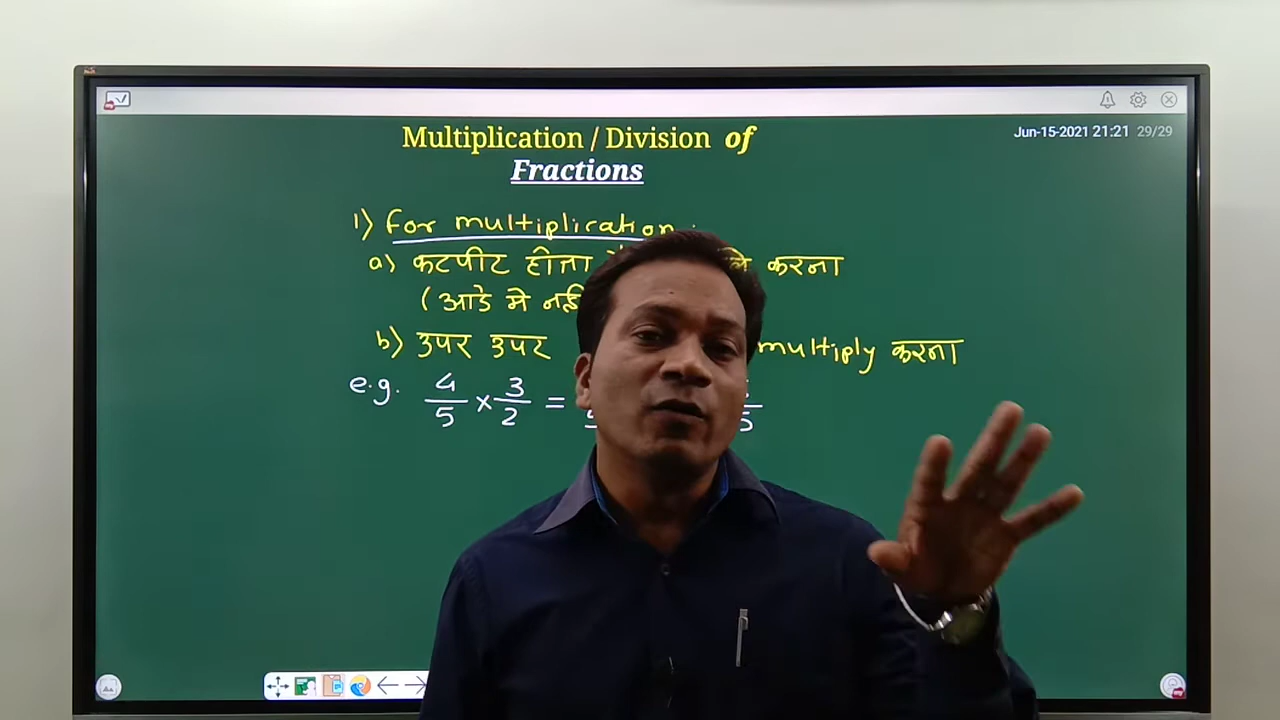 Jun-15-2021 21:21 29/29
Multiplication / Division of
Fractions
1) For multiplication
a) कटपीट होता करना
(आडे मे
b) उपर उपर multiply करना
e.g. 4/5 × 3/2 =